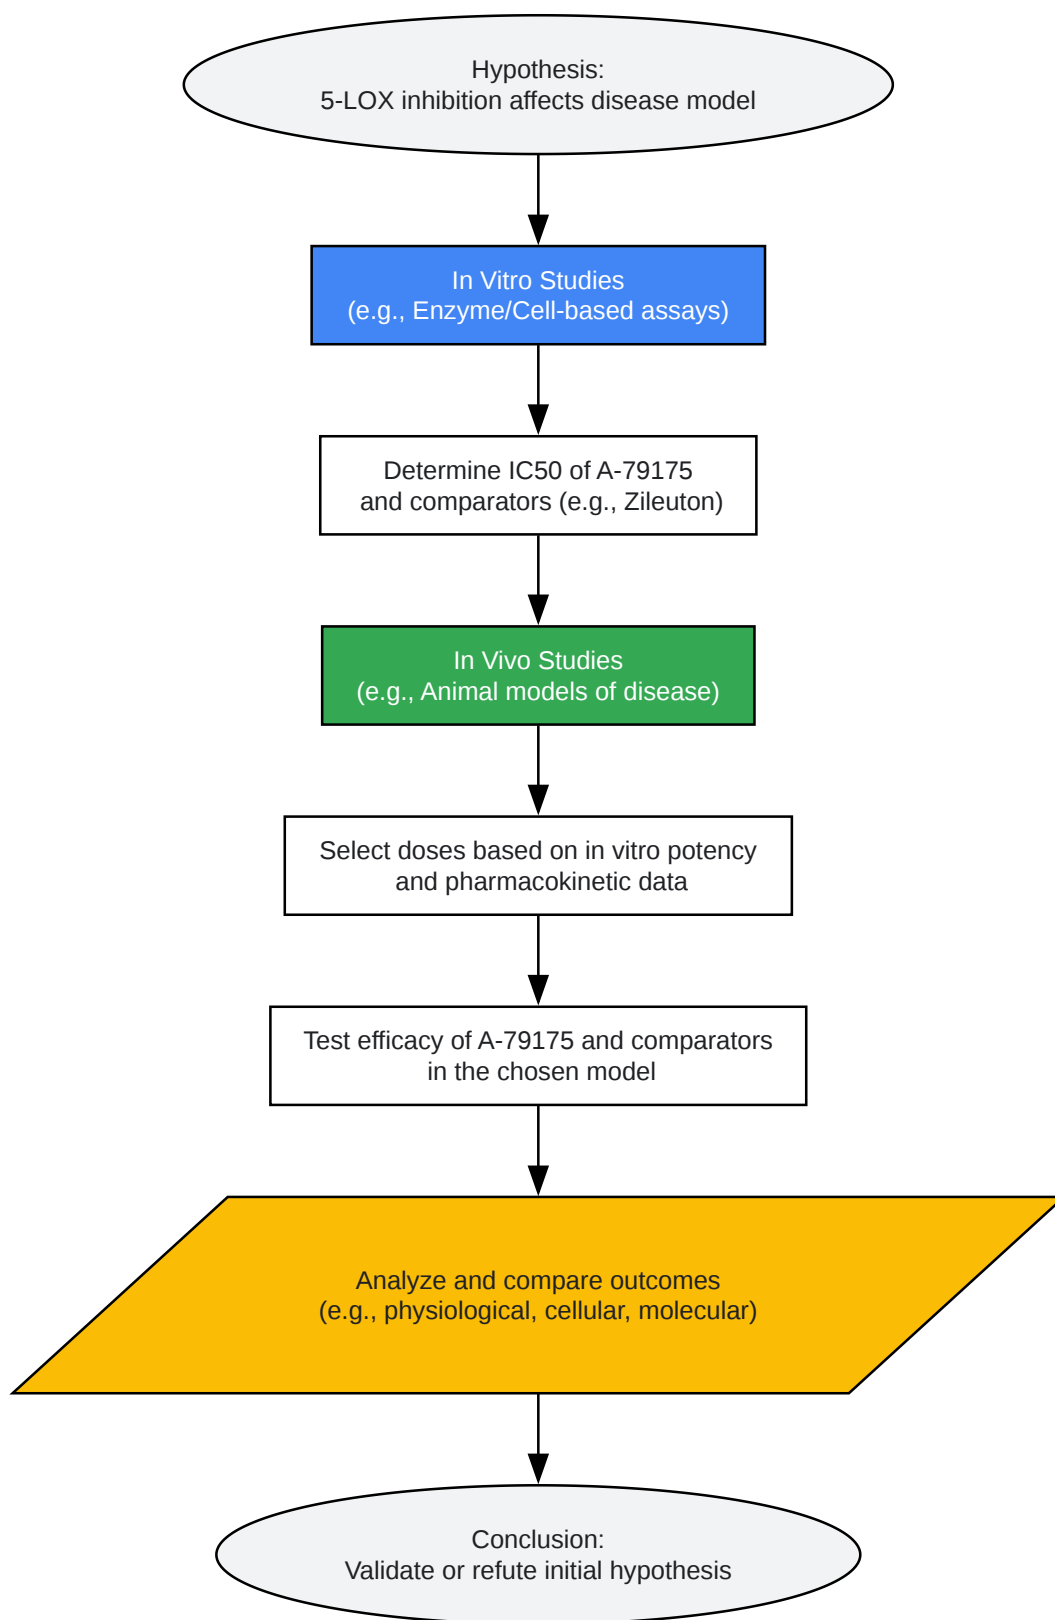 Hypothesis:
5-LOX inhibition affects disease model
In Vitro Studies
(e.g., Enzyme/Cell-based assays)
Determine IC50 of A-79175
and comparators (e.g., Zileuton)
In Vivo Studies
(e.g., Animal models of disease)
Select doses based on in vitro potency
and pharmacokinetic data
Test efficacy of A-79175 and comparators
in the chosen model
Analyze and compare outcomes
(e.g., physiological, cellular, molecular)
Conclusion:
Validate or refute initial hypothesis